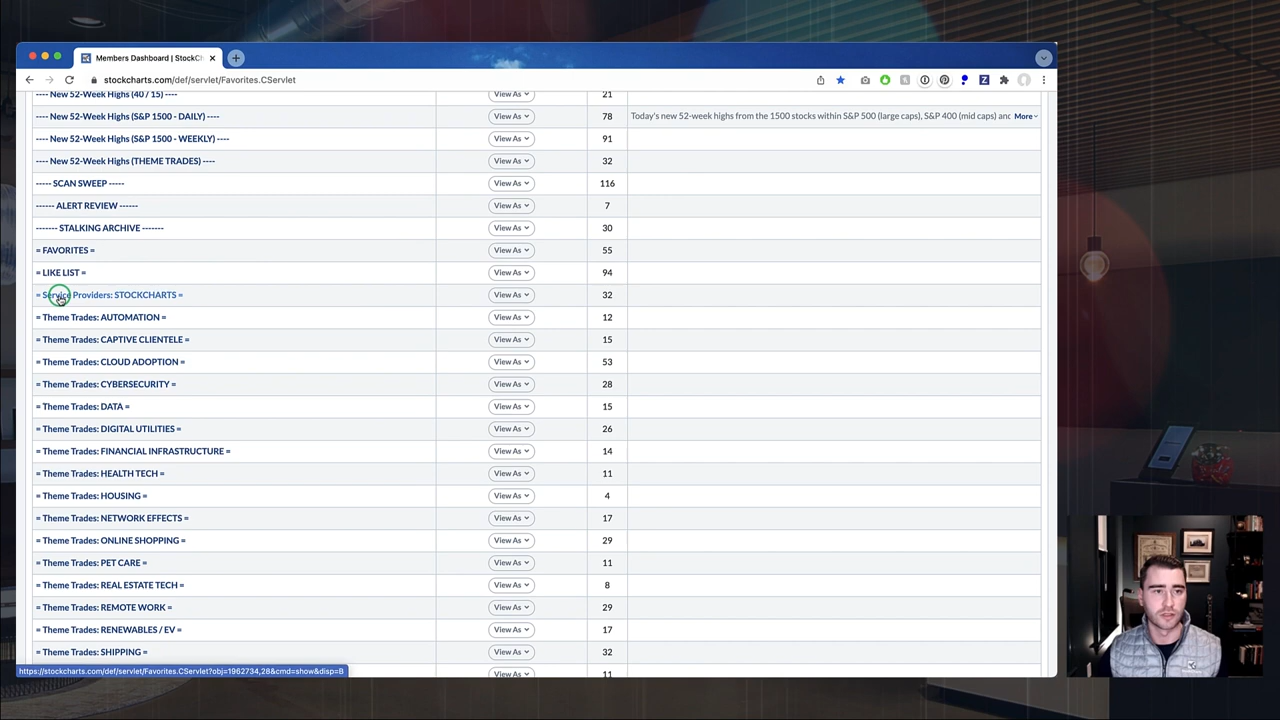 Members Dashboard | StockCh
stockcharts.com/def/servlet/Favorites.CServlet
---- New 52-Week Highs (40 / 15) ---- View As 21
---- New 52-Week Highs (S&P 1500 - DAILY) ---- View As 78 Today's new 52-week highs from the 1500 stocks within S&P 500 (large caps), S&P 400 (mid caps) and More
---- New 52-Week Highs (S&P 1500 - WEEKLY) ---- View As 91
---- New 52-Week Highs (THEME TRADES) ---- View As 32
----- SCAN SWEEP ----- View As 116
------ ALERT REVIEW ------ View As 7
------- STALKING ARCHIVE ------- View As 30
= FAVORITES = View As 55
= LIKE LIST = View As 94
= Service Providers: STOCKCHARTS = View As 32
= Theme Trades: AUTOMATION = View As 12
= Theme Trades: CAPTIVE CLIENTELE = View As 15
= Theme Trades: CLOUD ADOPTION = View As 53
= Theme Trades: CYBERSECURITY = View As 28
= Theme Trades: DATA = View As 15
= Theme Trades: DIGITAL UTILITIES = View As 26
= Theme Trades: FINANCIAL INFRASTRUCTURE = View As 14
= Theme Trades: HEALTH TECH = View As 11
= Theme Trades: HOUSING = View As 4
= Theme Trades: NETWORK EFFECTS = View As 17
= Theme Trades: ONLINE SHOPPING = View As 29
= Theme Trades: PET CARE = View As 11
= Theme Trades: REAL ESTATE TECH = View As 8
= Theme Trades: REMOTE WORK = View As 29
= Theme Trades: RENEWABLES / EV = View As 17
= Theme Trades: SHIPPING = View As 32
https://stockcharts.com/def/servlet/Favorites.CServlet?obj=1962734,28&cmd=show&disp=B
11